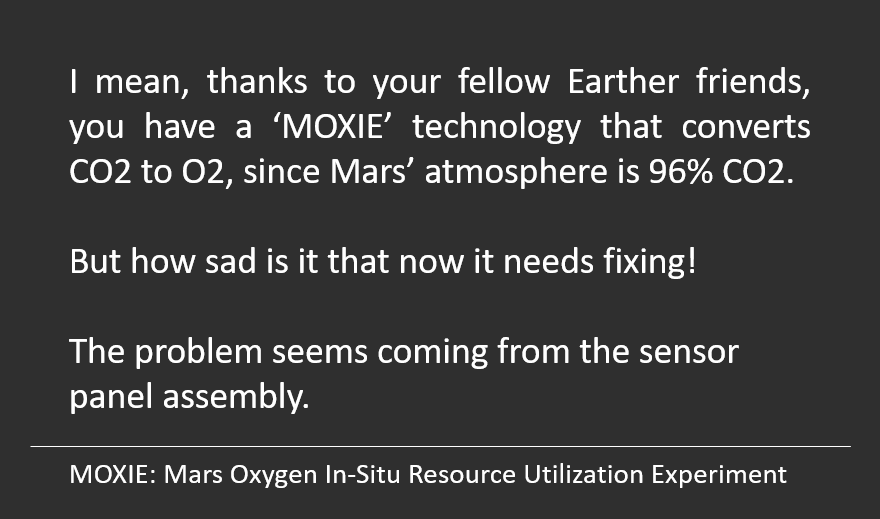 I mean, thanks to your fellow Earther friends,
you have a ‘MOXIE’ technology that converts
CO2 to O2, since Mars’ atmosphere is 96% CO2.
But how sad is it that now it needs fixing!
The problem seems coming from the sensor
panel assembly.
MOXIE: Mars Oxygen In-Situ Resource Utilization Experiment